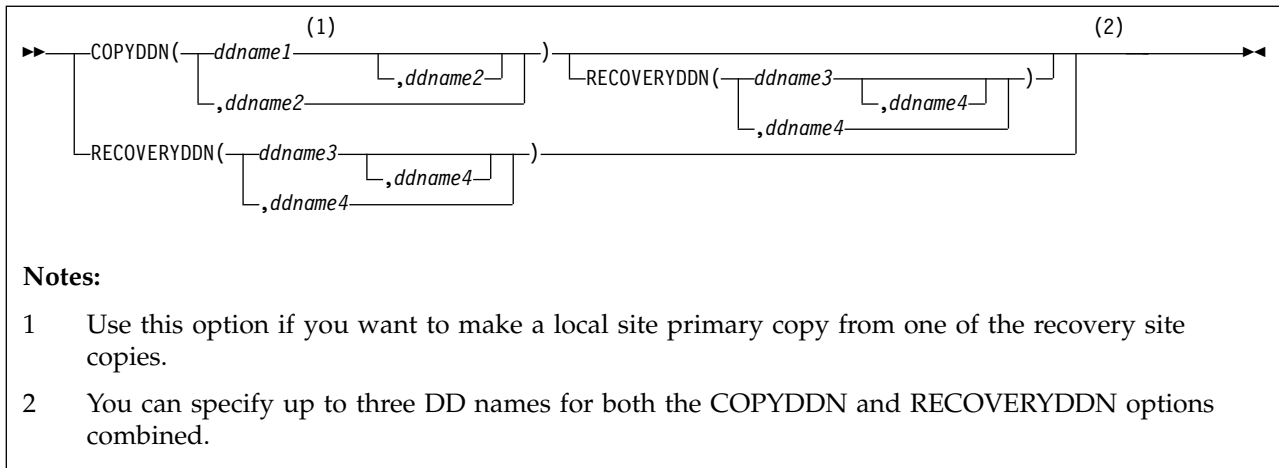 (1) (2)
COPYDDN( ddname1 )
,ddname2 RECOVERYDDN( ddname3 )
,ddname2 ,ddname4
,ddname4
RECOVERYDDN( ddname3 )
,ddname4
,ddname4
Notes:
1 Use this option if you want to make a local site primary copy from one of the recovery site
copies.
2 You can specify up to three DD names for both the COPYDDN and RECOVERYDDN options
combined.